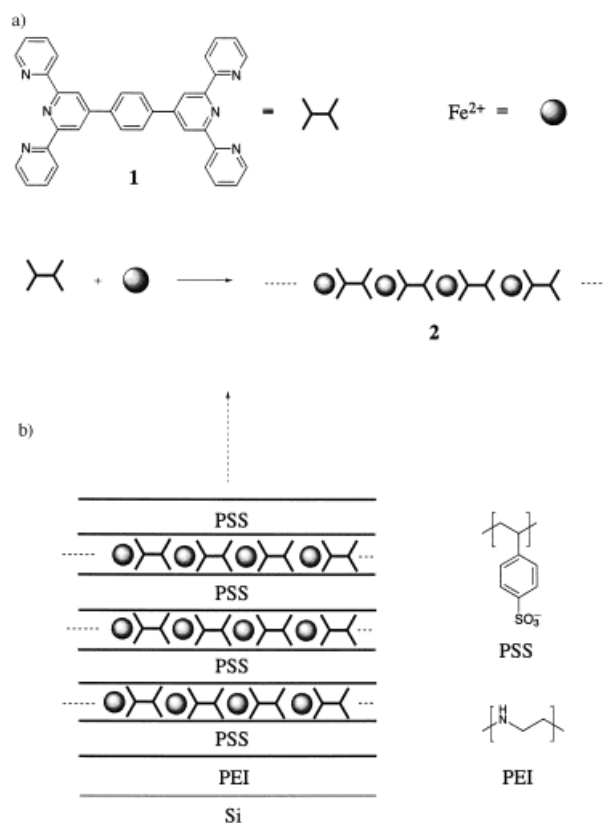 a)
N N
N N
N N
1
= Fe²⁺ =
+
2
b)
PSS
PSS
PSS
PSS
PEI
Si
SO₃⁻
PSS
H
N
PEI